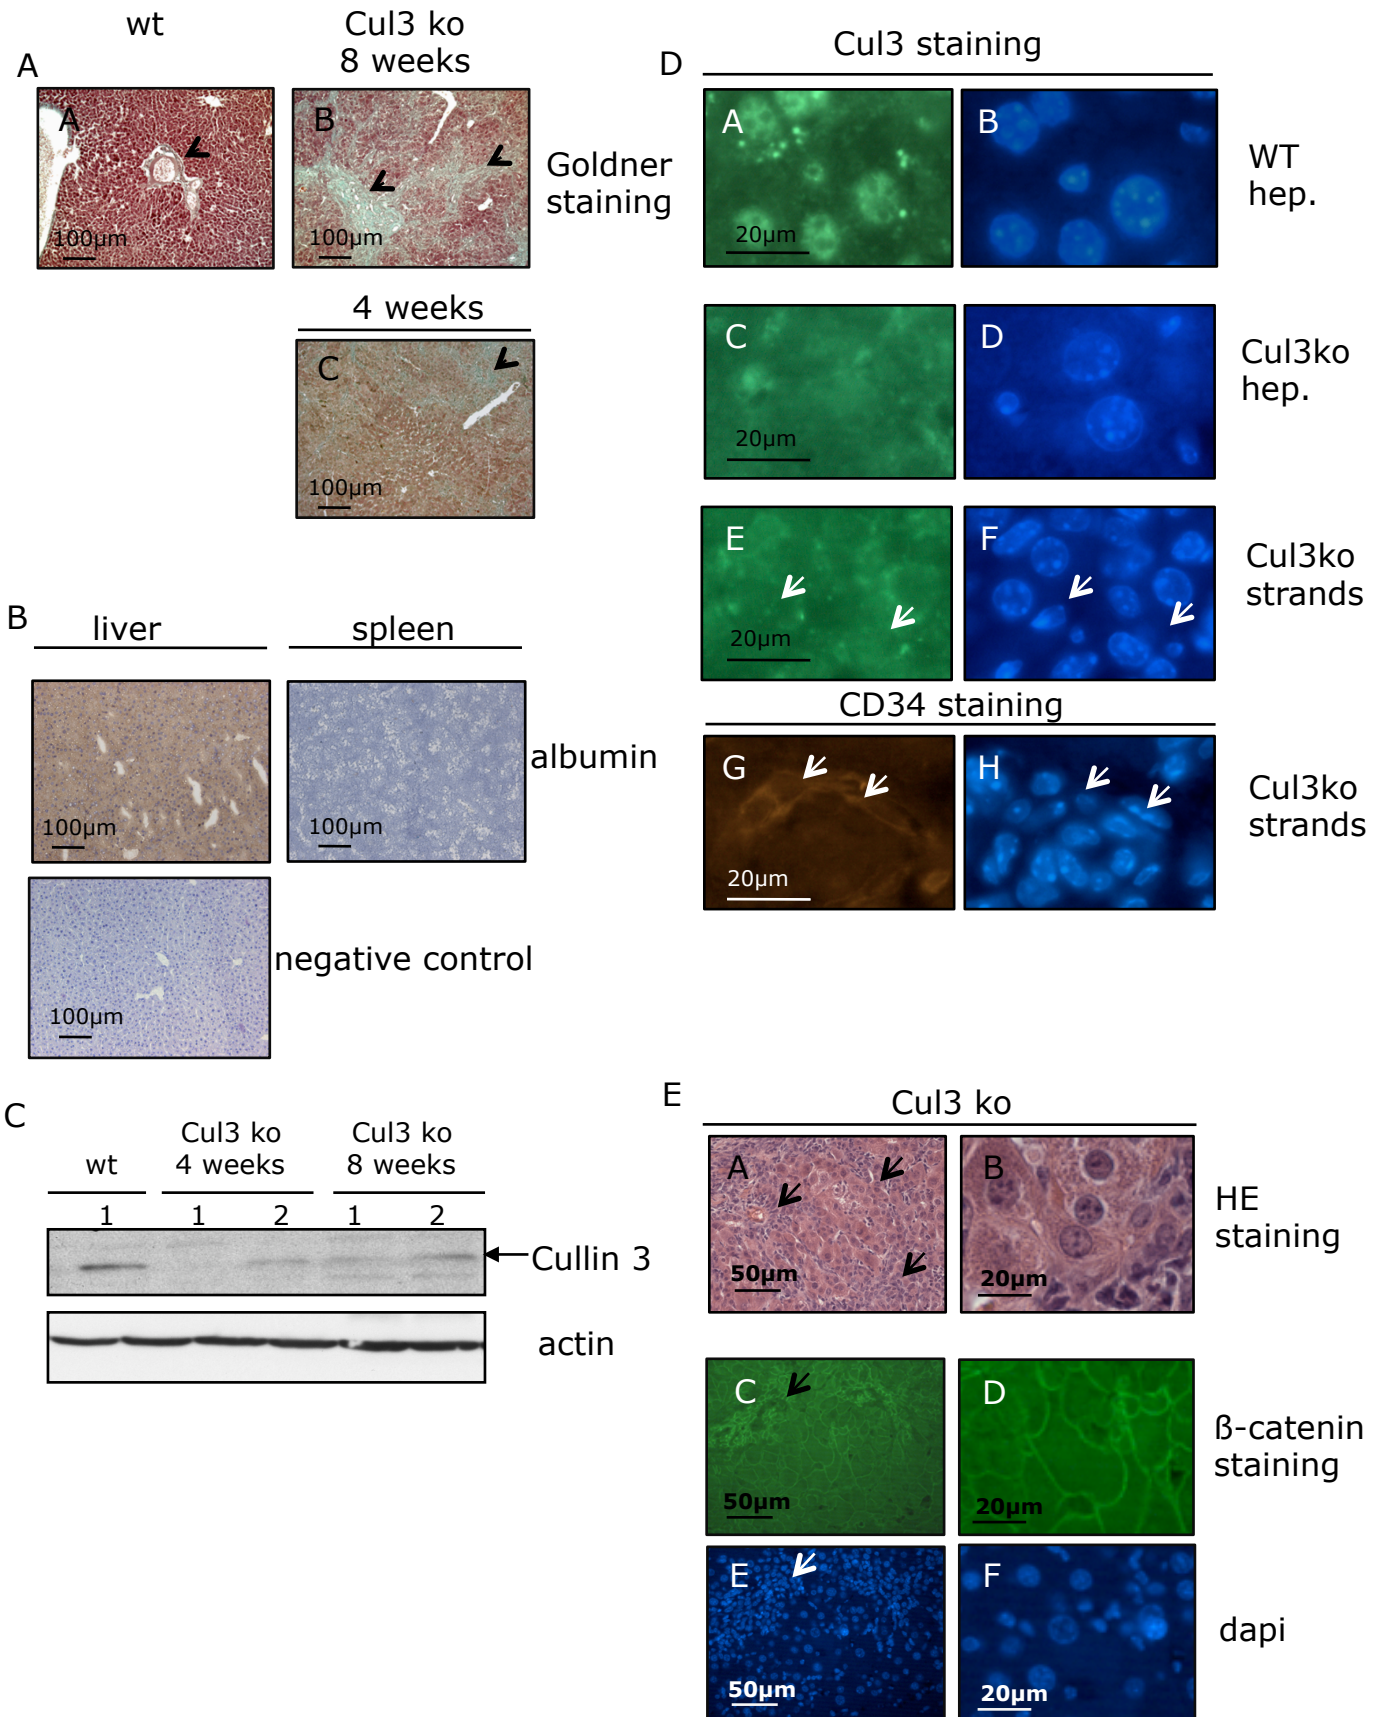 wt
Cul3 ko
8 weeks
A
A
100µm
B
100µm
Goldner
staining
4 weeks
C
100µm
B
liver
spleen
100µm
100µm
albumin
100µm
negative control
C
wt
Cul3 ko
4 weeks
Cul3 ko
8 weeks
1
1
2
1
2
Cullin 3
actin
D
Cul3 staining
A
20µm
B
WT
hep.
C
20µm
D
Cul3ko
hep.
E
20µm
F
Cul3ko
strands
CD34 staining
G
20µm
H
Cul3ko
strands
E
Cul3 ko
A
50µm
B
20µm
HE
staining
C
50µm
D
20µm
ß-catenin
staining
E
50µm
F
20µm
dapi